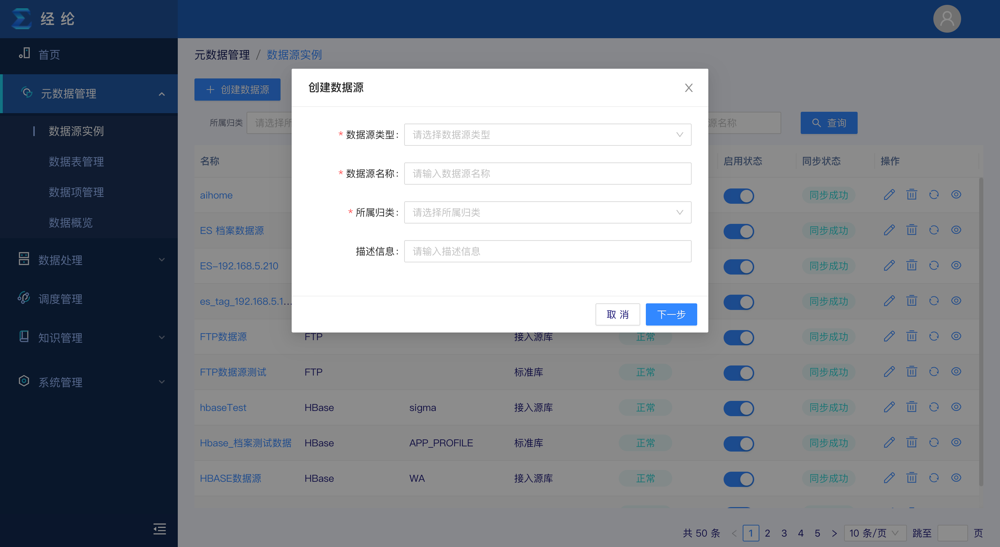 经纶
首页
元数据管理
数据源实例
数据表管理
数据项管理
数据概览
数据处理
调度管理
知识管理
系统管理
元数据管理 / 数据源实例
+ 创建数据源
所属归类 请选择所
源名称 查询
创建数据源
* 数据源类型: 请选择数据源类型
* 数据源名称: 请输入数据源名称
* 所属归类: 请选择所属归类
描述信息: 请输入描述信息
取 消 下一步
名称 启用状态 同步状态 操作
aihome 同步成功
ES 档案数据源 同步成功
ES-192.168.5.210 同步成功
es_tag_192.168.5.1... 同步成功
FTP数据源 FTP 接入源库 正常 同步成功
FTP数据源测试 FTP 标准库 正常 同步成功
hbaseTest HBase sigma 接入源库 正常 同步成功
Hbase_档案测试数据 HBase APP_PROFILE 标准库 正常 同步成功
HBASE数据源 HBase WA 接入源库 正常 同步成功
共 50 条 < 1 2 3 4 5 > 10 条/页 跳至 页